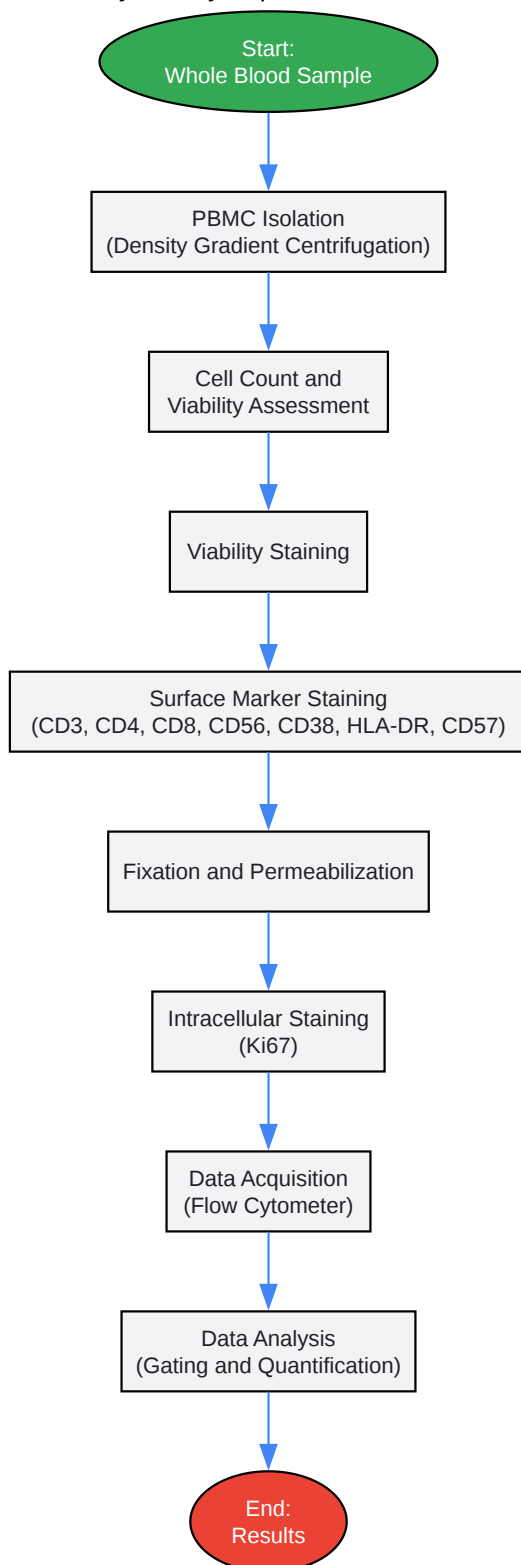 Start:
Whole Blood Sample
PBMC Isolation
(Density Gradient Centrifugation)
Cell Count and
Viability Assessment
Viability Staining
Surface Marker Staining
(CD3, CD4, CD8, CD56, CD38, HLA-DR, CD57)
Fixation and Permeabilization
Intracellular Staining
(Ki67)
Data Acquisition
(Flow Cytometer)
Data Analysis
(Gating and Quantification)
End:
Results